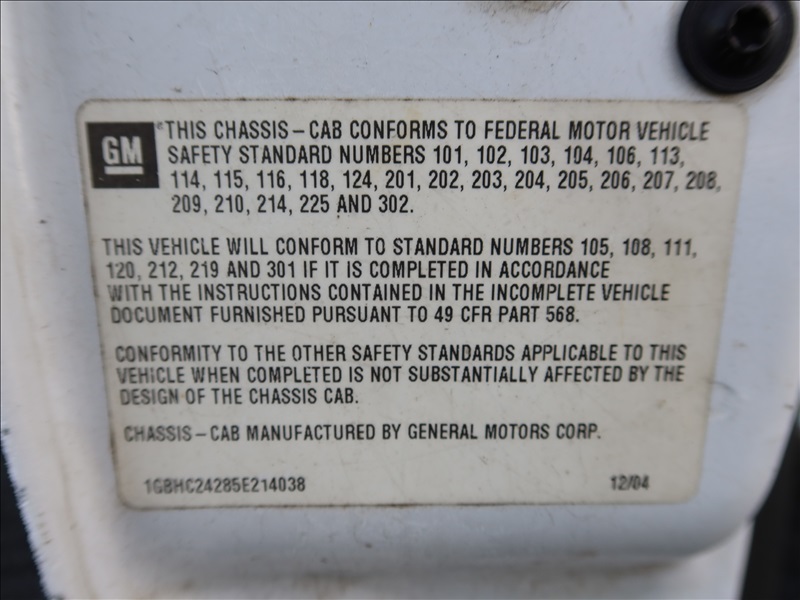 GM
THIS CHASSIS-CAB CONFORMS TO FEDERAL MOTOR VEHICLE
SAFETY STANDARD NUMBERS 101, 102, 103, 104, 106, 113,
114, 115, 116, 118, 124, 201, 202, 203, 204, 205, 206, 207, 208,
209, 210, 214, 225 AND 302.
THIS VEHICLE WILL CONFORM TO STANDARD NUMBERS 105, 108, 111,
120, 212, 219 AND 301 IF IT IS COMPLETED IN ACCORDANCE
WITH THE INSTRUCTIONS CONTAINED IN THE INCOMPLETE VEHICLE
DOCUMENT FURNISHED PURSUANT TO 49 CFR PART 568.
CONFORMITY TO THE OTHER SAFETY STANDARDS APPLICABLE TO THIS
VEHICLE WHEN COMPLETED IS NOT SUBSTANTIALLY AFFECTED BY THE
DESIGN OF THE CHASSIS CAB.
CHASSIS-CAB MANUFACTURED BY GENERAL MOTORS CORP.
1GBHC24285E214038 12/04